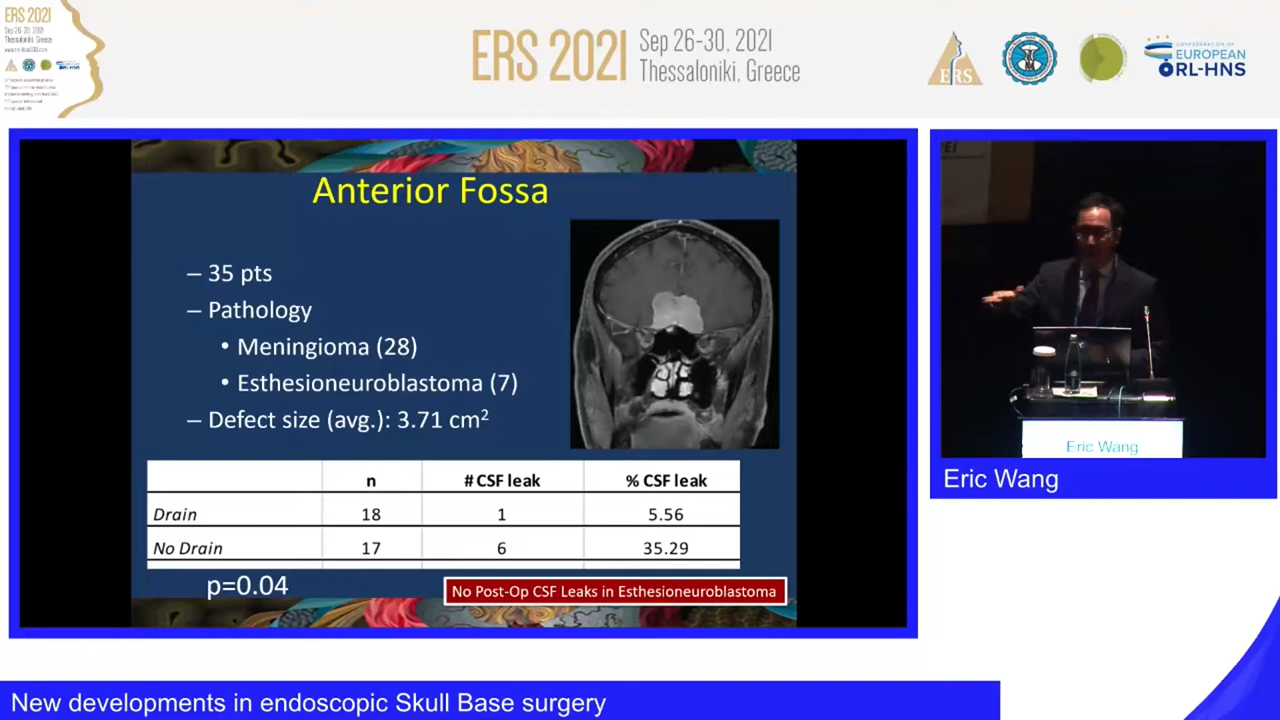 ERS 2021
Sep 26-30, 2021
Thessaloniki, Greece
ERS 2021
Sep 26-30, 2021
Thessaloniki, Greece
ERS
CONFEDERATION OF
EUROPEAN
ORL-HNS
Anterior Fossa
– 35 pts
– Pathology
• Meningioma (28)
• Esthesioneuroblastoma (7)
– Defect size (avg.): 3.71 cm²
n # CSF leak % CSF leak
Drain 18 1 5.56
No Drain 17 6 35.29
p=0.04
No Post-Op CSF Leaks in Esthesioneuroblastoma
Eric Wang
Eric Wang
New developments in endoscopic Skull Base surgery